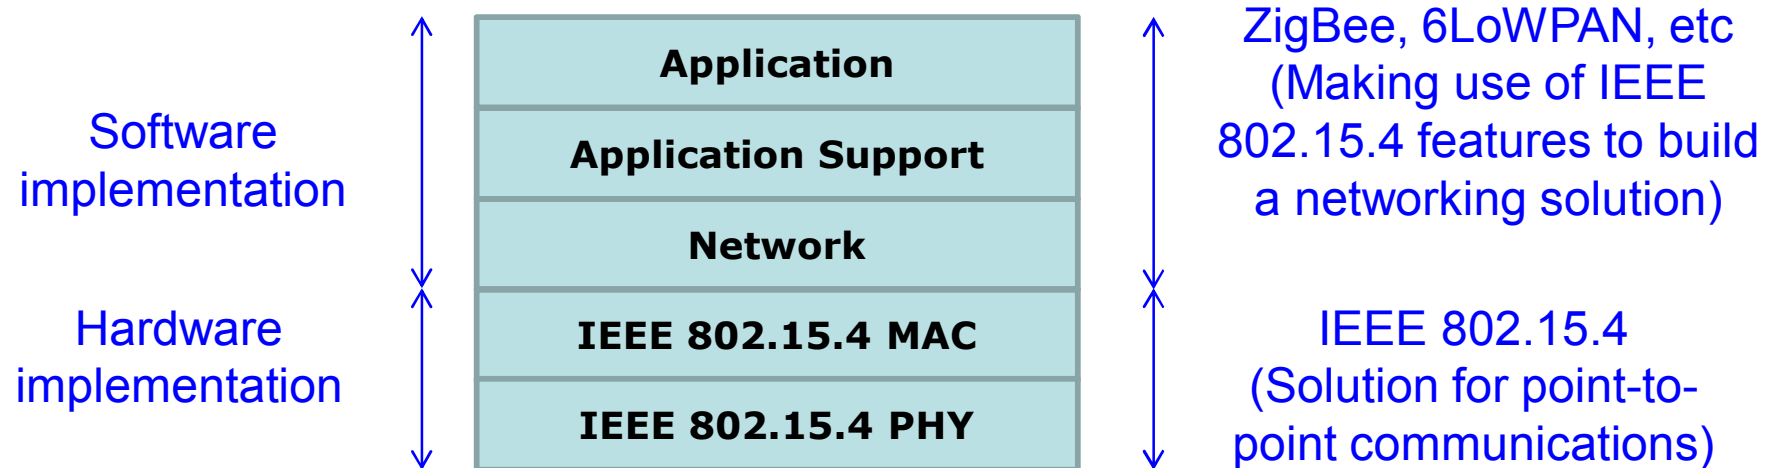 Software
implementation
Hardware
implementation
Application
Application Support
Network
IEEE 802.15.4 MAC
IEEE 802.15.4 PHY
ZigBee, 6LoWPAN, etc
(Making use of IEEE
802.15.4 features to build
a networking solution)
IEEE 802.15.4
(Solution for point-to-
point communications)